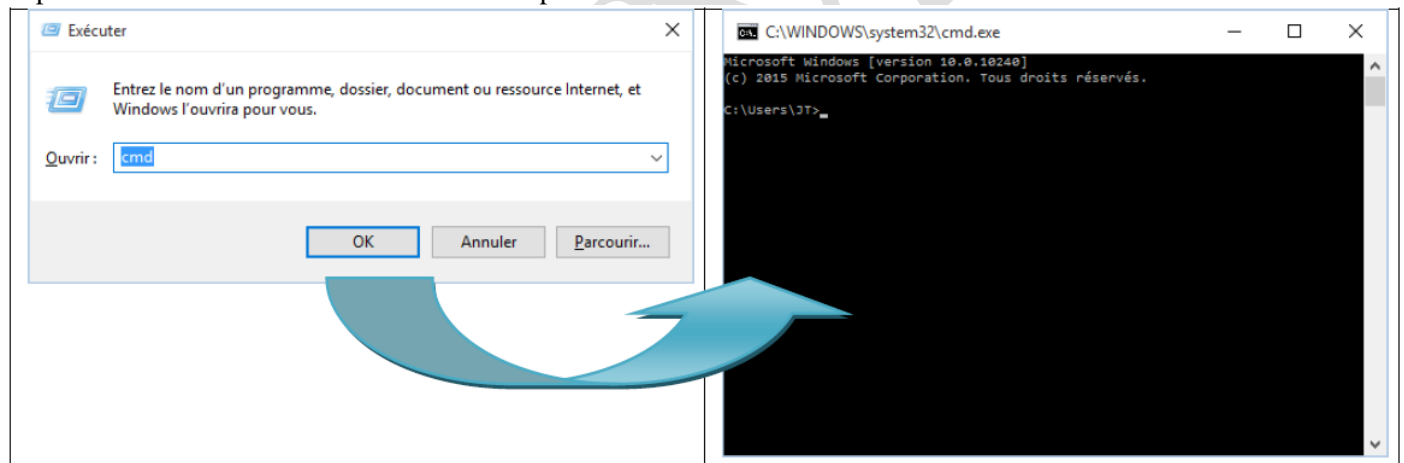 Exécuter
Entrez le nom d'un programme, dossier, document ou ressource Internet, et
Windows l'ouvrira pour vous.
Ouvrir :
cmd
OK
Annuler
Parcourir...
C:\WINDOWS\system32\cmd.exe
Microsoft Windows [version 10.0.10240]
(c) 2015 Microsoft Corporation. Tous droits réservés.
C:\Users\JT>_